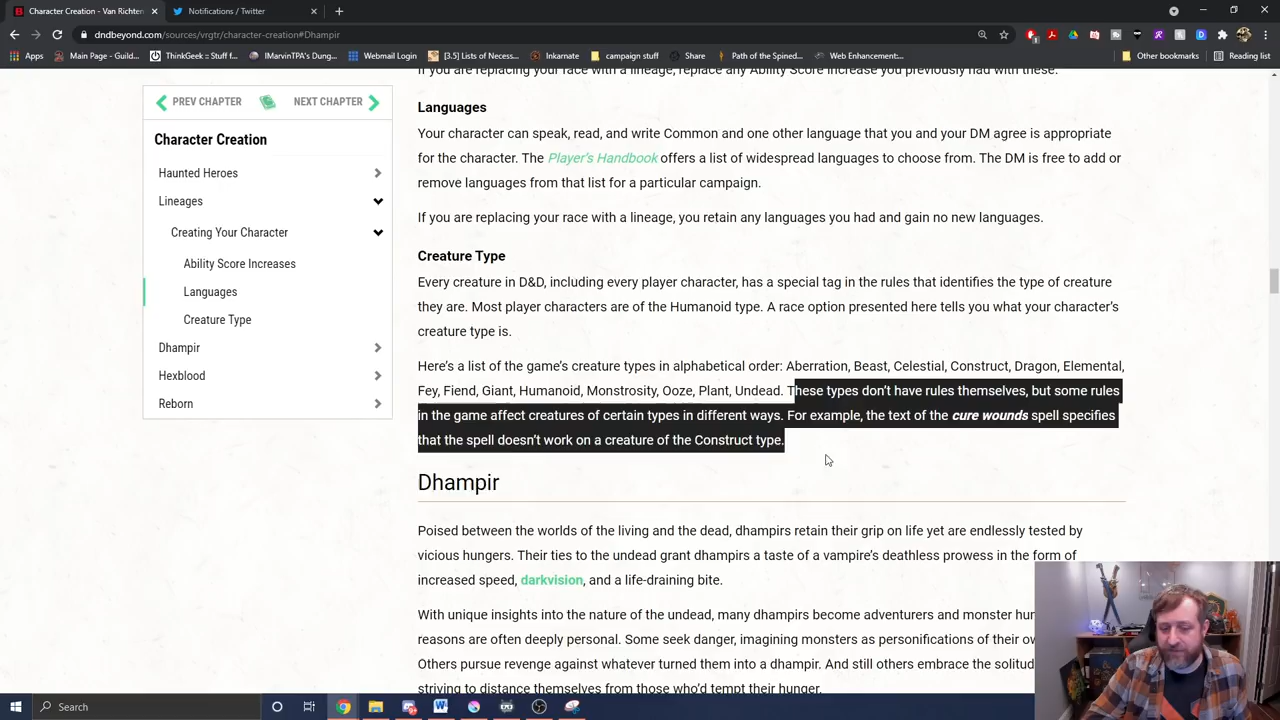 Character Creation - Van Richten
Notifications / Twitter
dndbeyond.com/sources/vrgtr/character-creation#Dhampir
Apps
Main Page - Guild...
ThinkGeek :: Stuff f...
IMarvinTPA's Dung...
Webmail Login
[3.5] Lists of Necess...
Inkarnate
campaign stuff
Share
Path of the Spined...
Web Enhancement:...
Other bookmarks
Reading list
PREV CHAPTER
NEXT CHAPTER
Character Creation
Haunted Heroes
Lineages
Creating Your Character
Ability Score Increases
Languages
Creature Type
Dhampir
Hexblood
Reborn
If you are replacing your race with a lineage, replace any Ability Score Increase you previously had with these.
Languages
Your character can speak, read, and write Common and one other language that you and your DM agree is appropriate
for the character. The Player's Handbook offers a list of widespread languages to choose from. The DM is free to add or
remove languages from that list for a particular campaign.
If you are replacing your race with a lineage, you retain any languages you had and gain no new languages.
Creature Type
Every creature in D&D, including every player character, has a special tag in the rules that identifies the type of creature
they are. Most player characters are of the Humanoid type. A race option presented here tells you what your character's
creature type is.
Here's a list of the game's creature types in alphabetical order: Aberration, Beast, Celestial, Construct, Dragon, Elemental,
Fey, Fiend, Giant, Humanoid, Monstrosity, Ooze, Plant, Undead. These types don't have rules themselves, but some rules
in the game affect creatures of certain types in different ways. For example, the text of the cure wounds spell specifies
that the spell doesn't work on a creature of the Construct type.
Dhampir
Poised between the worlds of the living and the dead, dhampirs retain their grip on life yet are endlessly tested by
vicious hungers. Their ties to the undead grant dhampirs a taste of a vampire's deathless prowess in the form of
increased speed, darkvision, and a life-draining bite.
With unique insights into the nature of the undead, many dhampirs become adventurers and monster hun
reasons are often deeply personal. Some seek danger, imagining monsters as personifications of their ow
Others pursue revenge against whatever turned them into a dhampir. And still others embrace the solitud
striving to distance themselves from those who'd tempt their hunger.
Search